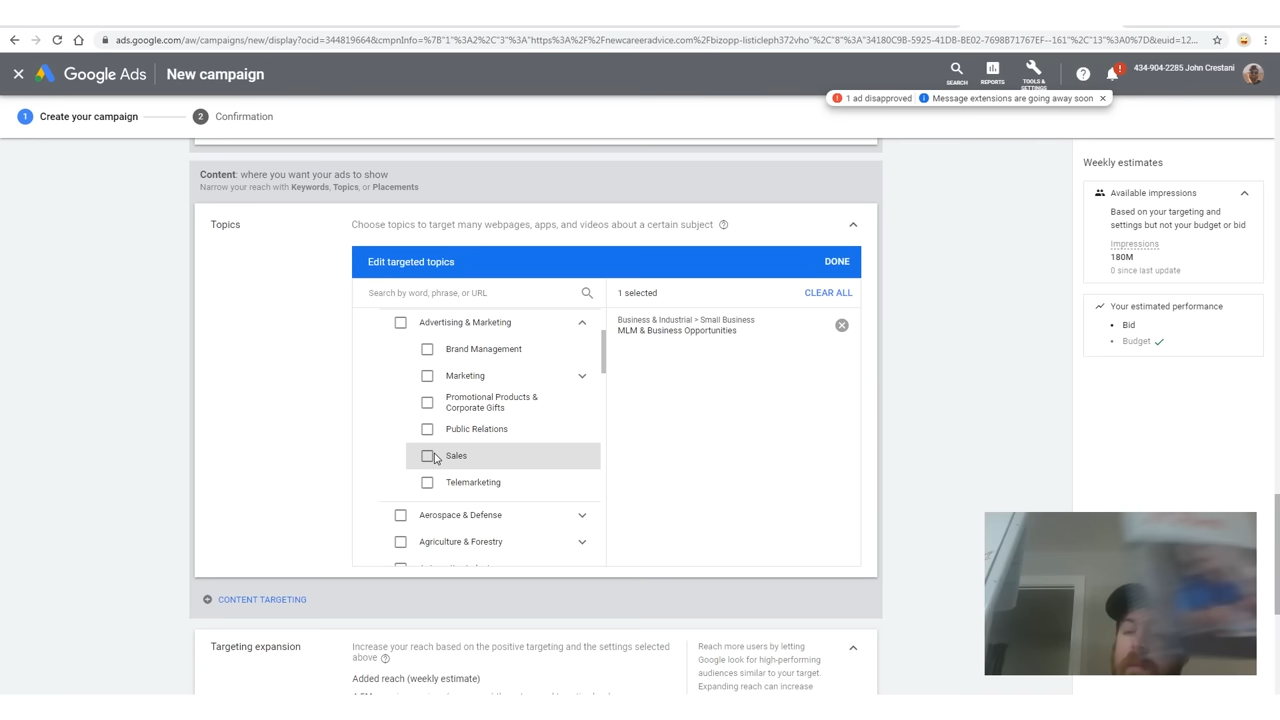 ads.google.com/aw/campaigns/new/display?ocid=344819664&cmpnInfo=%7B"1"%3A2%2C"3"%3A"https%3A%2F%2Fnewcareeradvice.com%2Fbizopp-listicleph372vho"%2C"8"%3A"34180C9B-5925-41DB-BE02-7698B71767EF--161"%2C"13"%3A0%7D&euid=12...
Google Ads
New campaign
SEARCH
REPORTS
TOOLS & SETTINGS
434-904-2285 John Crestani
1 ad disapproved
Message extensions are going away soon
1 Create your campaign
2 Confirmation
Content: where you want your ads to show
Narrow your reach with Keywords, Topics, or Placements
Topics
Choose topics to target many webpages, apps, and videos about a certain subject
Edit targeted topics
DONE
Search by word, phrase, or URL
1 selected
CLEAR ALL
Advertising & Marketing
Brand Management
Marketing
Promotional Products &
Corporate Gifts
Public Relations
Sales
Telemarketing
Aerospace & Defense
Agriculture & Forestry
Business & Industrial > Small Business
MLM & Business Opportunities
CONTENT TARGETING
Targeting expansion
Increase your reach based on the positive targeting and the settings selected
above
Added reach (weekly estimate)
Reach more users by letting
Google look for high-performing
audiences similar to your target.
Expanding reach can increase
Weekly estimates
Available impressions
Based on your targeting and
settings but not your budget or bid
Impressions
180M
0 since last update
Your estimated performance
Bid
Budget